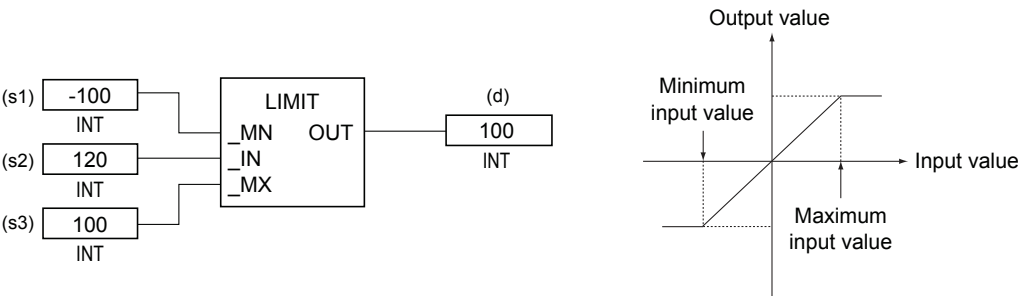 (s1)
-100
INT
(s2)
120
INT
(s3)
100
INT
LIMIT
_MN
OUT
_IN
_MX
(d)
100
INT
Output value
Minimum
input value
Input value
Maximum
input value